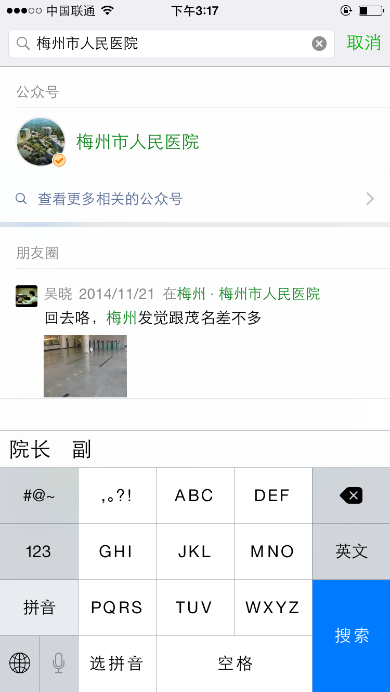 中国联通 下午3:17
梅州市人民医院 取消
公众号
梅州市人民医院
查看更多相关的公众号
朋友圈
吴晓 2014/11/21 在梅州 · 梅州市人民医院
回去咯，梅州发觉跟茂名差不多
院长 副
#@~ ,。?! ABC DEF
123 GHI JKL MNO 英文
拼音 PQRS TUV WXYZ
搜索
选拼音 空格